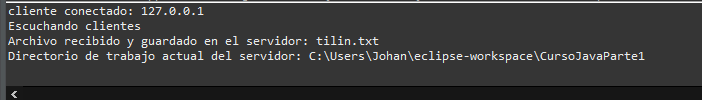 cliente conectado: 127.0.0.1
Escuchando clientes
Archivo recibido y guardado en el servidor: tilin.txt
Directorio de trabajo actual del servidor: C:\Users\Johan\eclipse-workspace\CursoJavaParte1